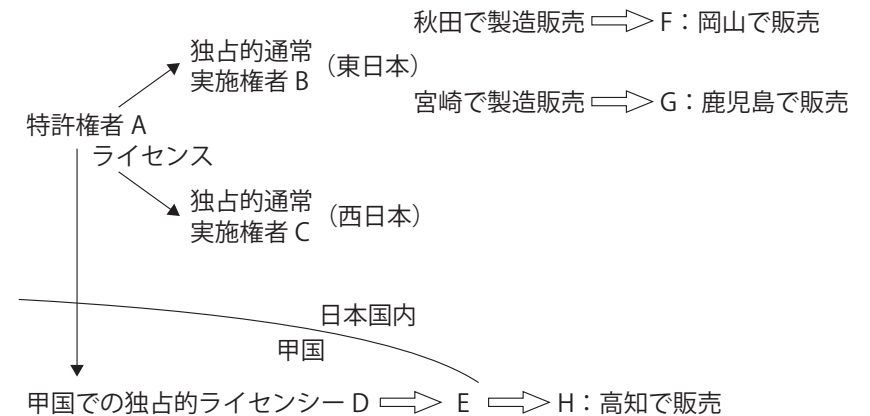 秋田で製造販売 F：岡山で販売
独占的通常
実施権者 B
（東日本）
宮崎で製造販売 G：鹿児島で販売
特許権者 A
ライセンス
独占的通常
実施権者 C
（西日本）
日本国内
甲国
甲国での独占的ライセンシー D E H：高知で販売